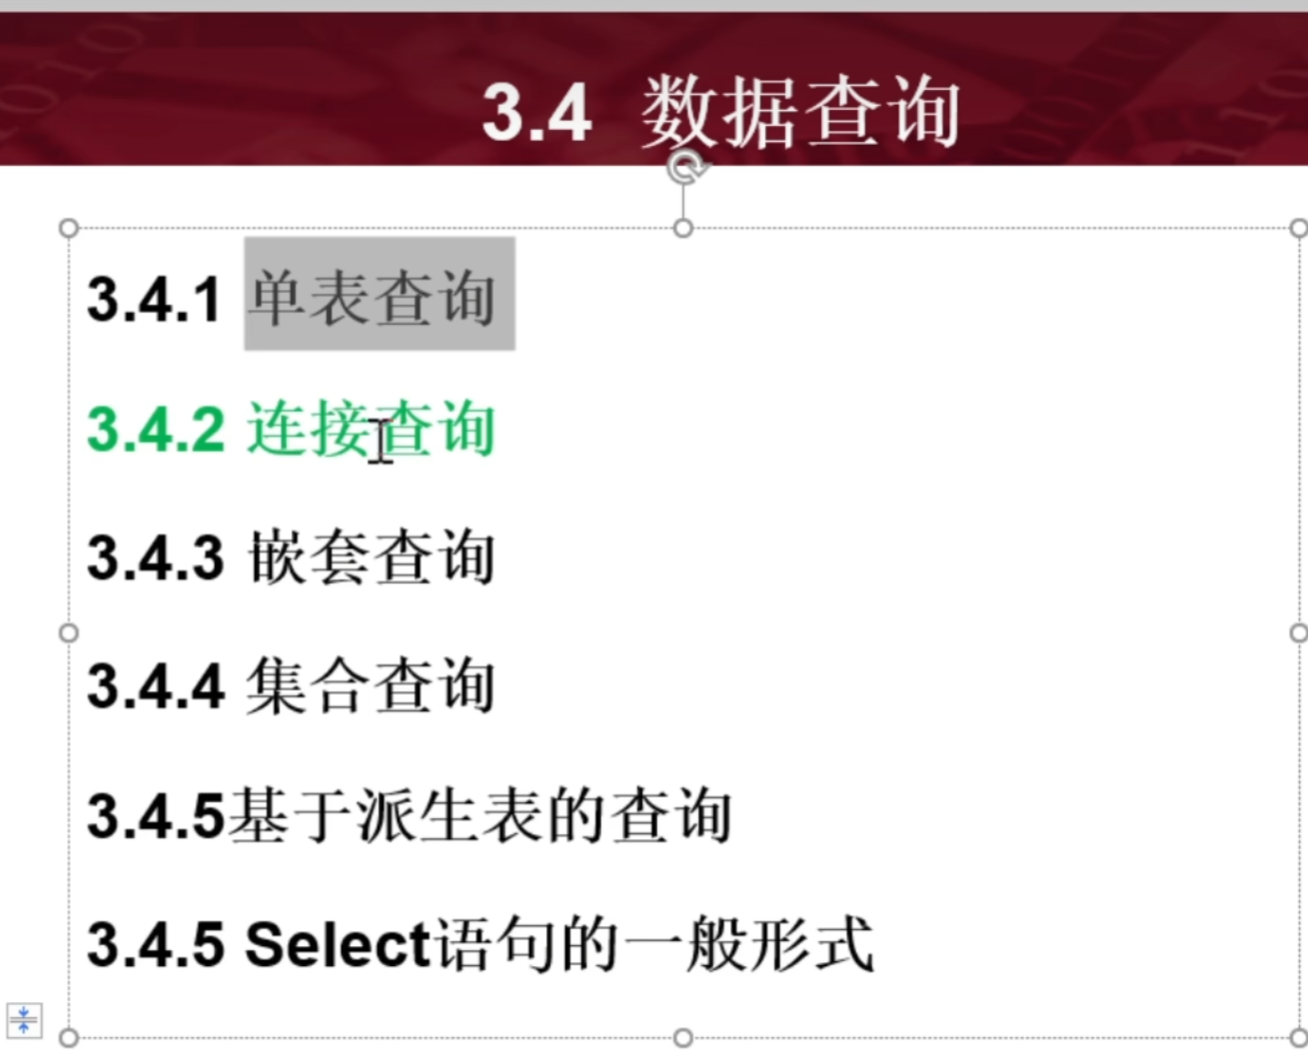 3.4 数据查询
3.4.1 单表查询
3.4.2 连接查询
3.4.3 嵌套查询
3.4.4 集合查询
3.4.5基于派生表的查询
3.4.5 Select语句的一般形式